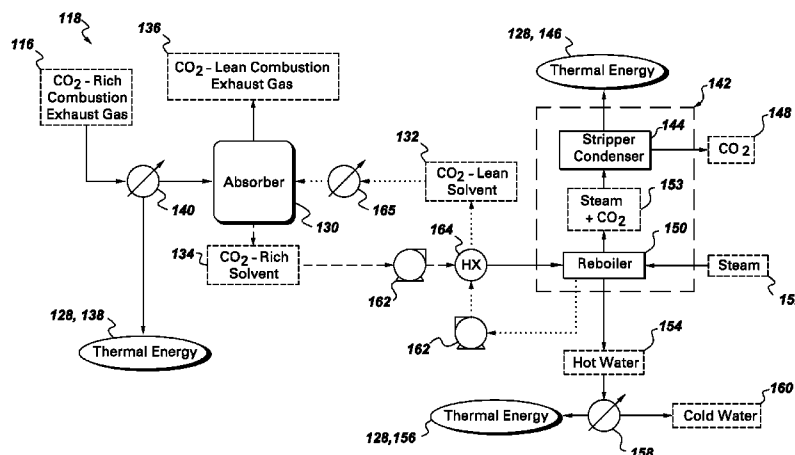 118
116
CO2 - Rich
Combustion
Exhaust Gas
136
CO2 - Lean Combustion
Exhaust Gas
128, 146
Thermal Energy
142
144
Stripper
Condenser
148
CO2
140
Absorber
130
165
132
CO2 - Lean
Solvent
153
Steam
+ CO2
134
CO2 - Rich
Solvent
162
164
HX
150
Reboiler
Steam
15
162
128, 138
Thermal Energy
154
Hot Water
128,156
Thermal Energy
158
160
Cold Water